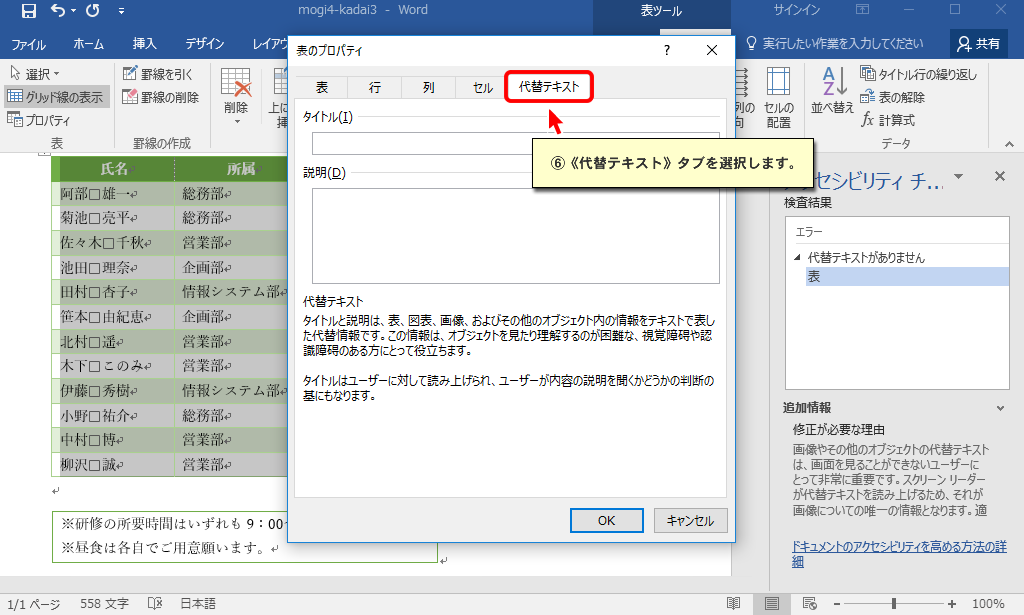 mogi4-kadai3 - Word
表ツール
サインイン
ファイル
ホーム
挿入
デザイン
レイアウ
実行したい作業を入力してください
共有
選択
グリッド線の表示
プロパティ
表
罫線を引く
罫線の削除
罫線の作成
削除
上に
挿
列の
向
セルの
配置
並べ替え
タイトル行の繰り返し
表の解除
計算式
データ
氏名 所属
阿部□雄一 総務部
菊池□亮平 総務部
佐々木□千秋 営業部
池田□理奈 企画部
田村□杏子 情報システム部
笹本□由紀恵 企画部
北村□遥 営業部
木下□このみ 営業部
伊藤□秀樹 情報システム部
小野□祐介 総務部
中村□博 営業部
柳沢□誠 営業部
※研修の所要時間はいずれも 9:00
※昼食は各自でご用意願います。
表のプロパティ
?
表 行 列 セル 代替テキスト
タイトル(I)
⑥《代替テキスト》タブを選択します。
説明(D)
代替テキスト
タイトルと説明は、表、図表、画像、およびその他のオブジェクト内の情報をテキストで表し
た代替情報です。この情報は、オブジェクトを見たり理解するのが困難な、視覚障碍や認
識障碍のある方にとって役立ちます。
タイトルはユーザーに対して読み上げられ、ユーザーが内容の説明を聞くかどうかの判断の
基にもなります。
OK
キャンセル
クセシビリティ チ...
検査結果
エラー
代替テキストがありません
表
追加情報
修正が必要な理由
画像やその他のオブジェクトの代替テキスト
は、画面を見ることができないユーザーに
とって非常に重要です。スクリーン リーダー
が代替テキストを読み上げるため、それが
画像についての唯一の情報となります。適
ドキュメントのアクセシビリティを高める方法の詳
細
1/1 ページ
558 文字
日本語
100%